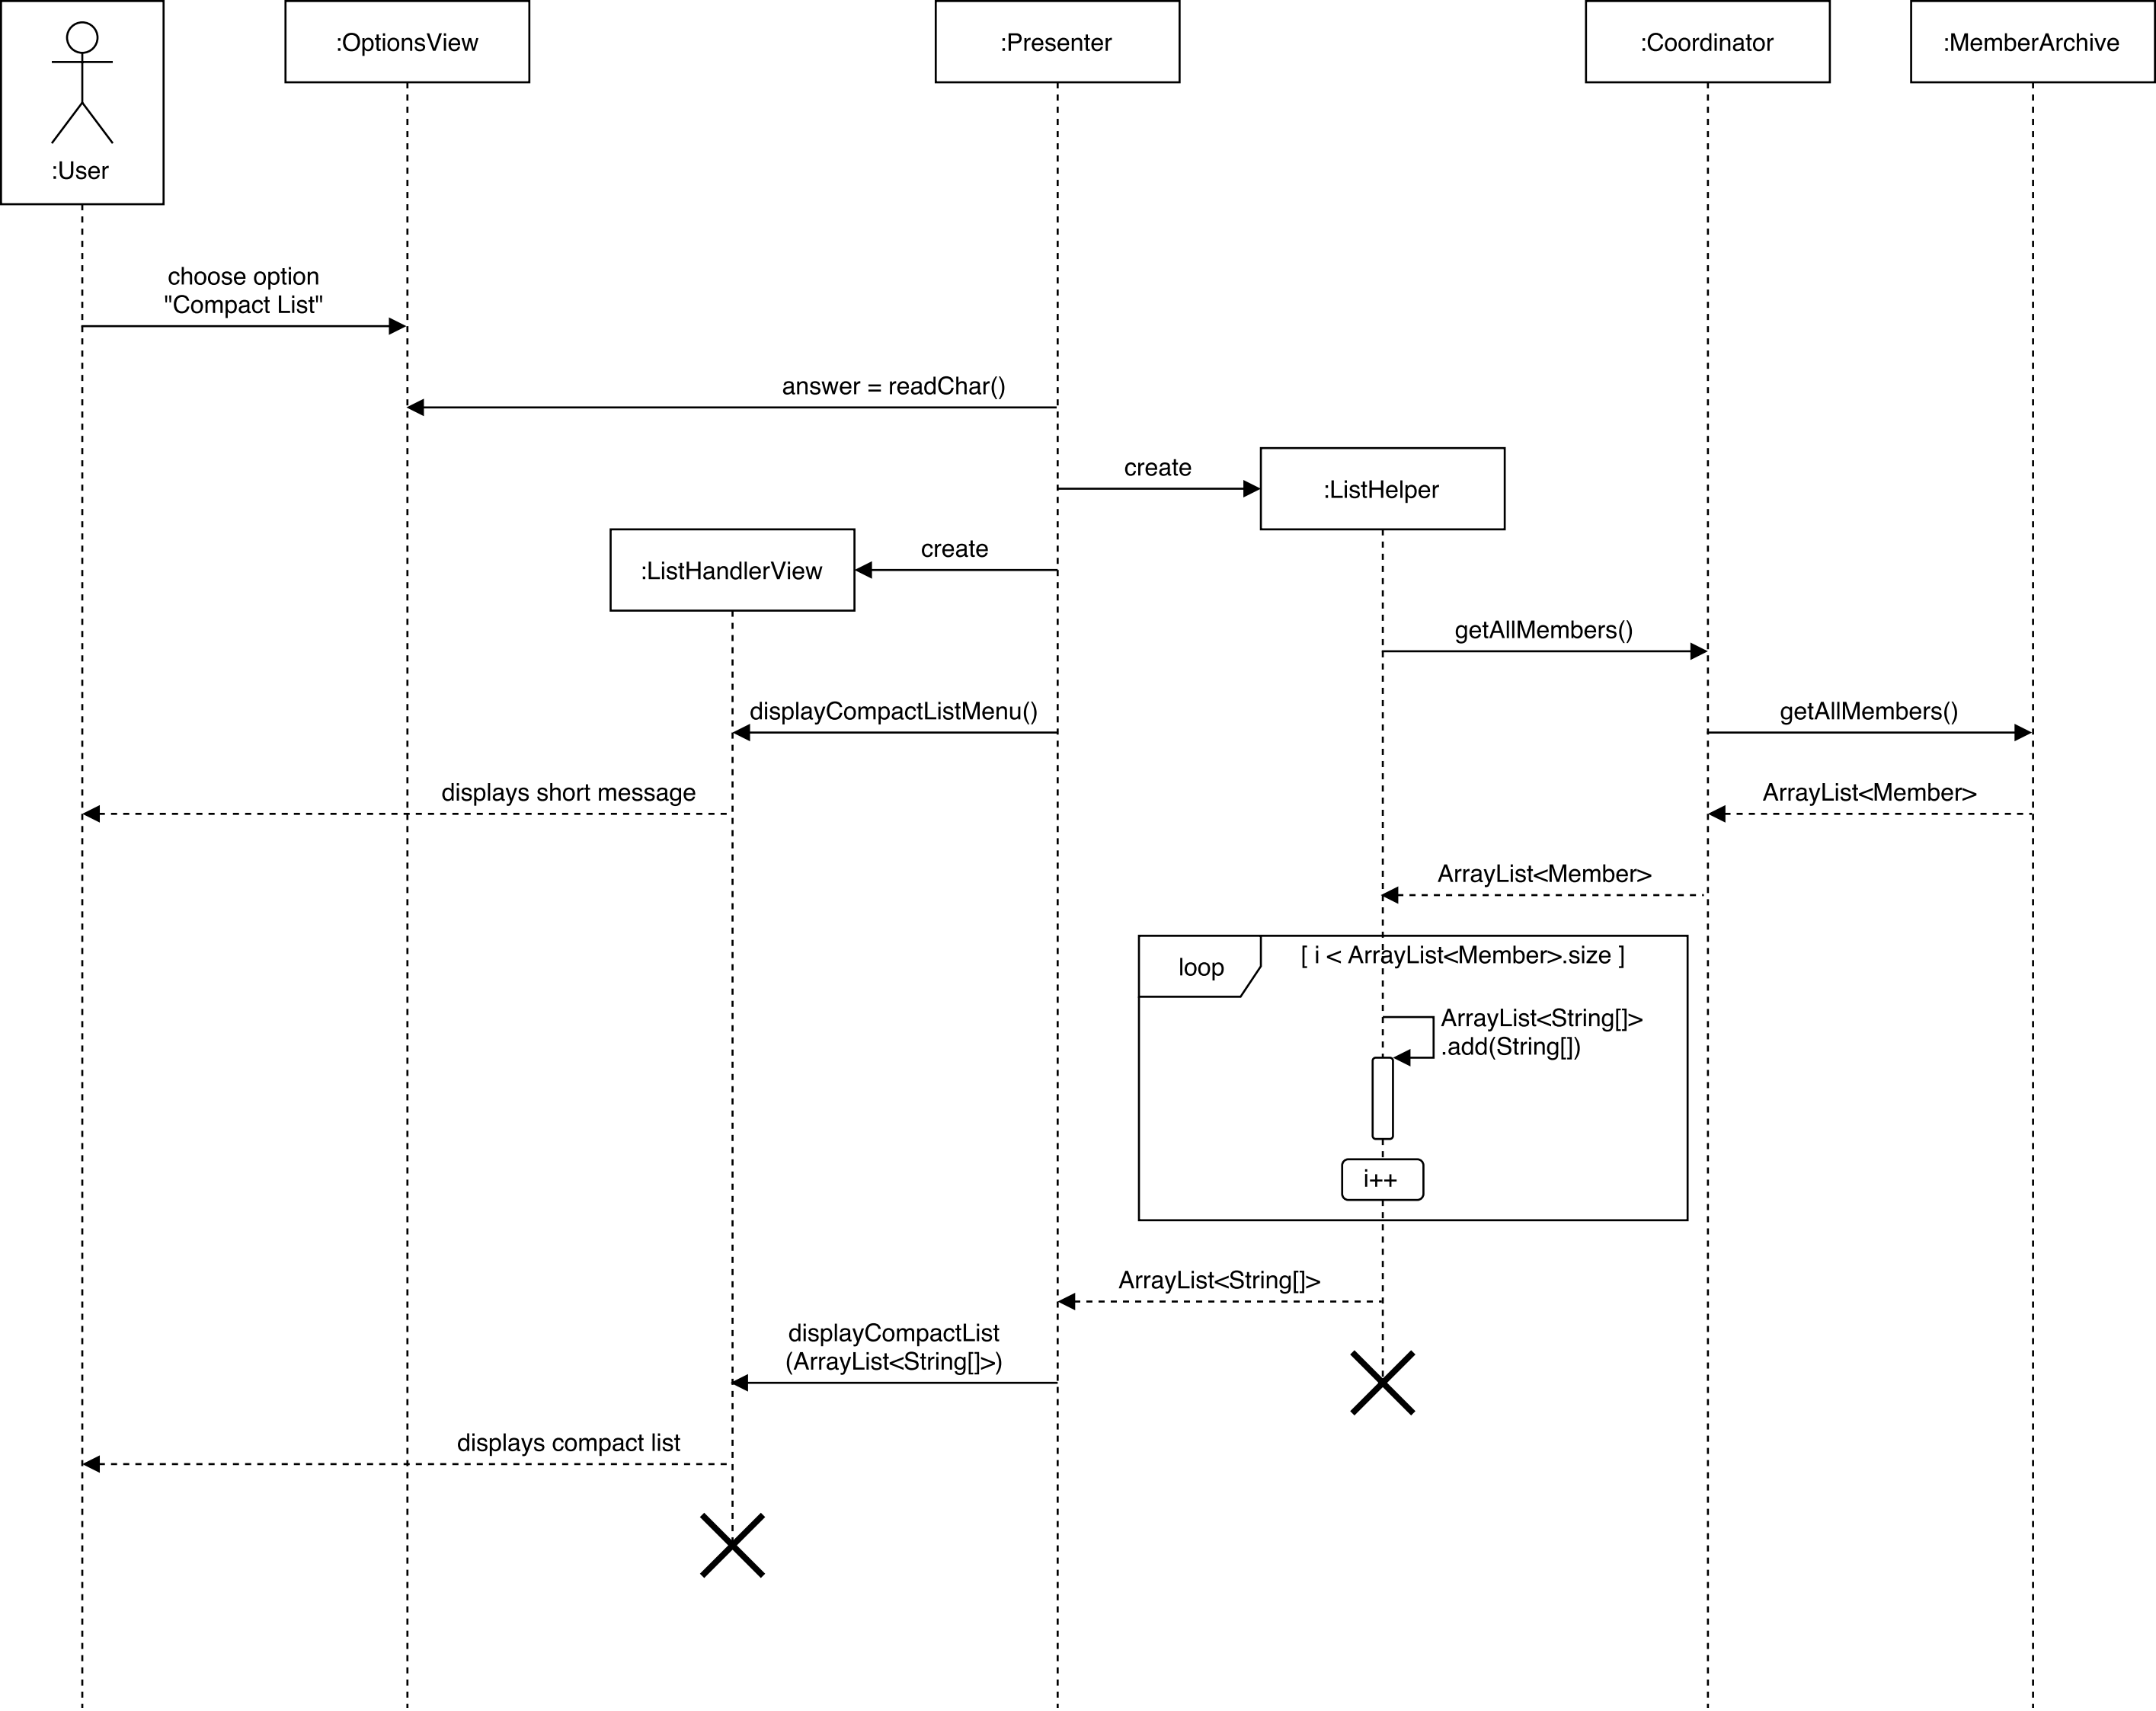 :OptionsView
:Presenter
:Coordinator
:MemberArchive
:User
choose option
"Compact List"
answer = readChar()
create
:ListHelper
create
:ListHandlerView
getAllMembers()
displayCompactListMenu()
getAllMembers()
displays short message
ArrayList<Member>
ArrayList<Member>
loop
[ i < ArrayList<Member>.size ]
ArrayList<String[]>
.add(String[])
i++
ArrayList<String[]>
displayCompactList
(ArrayList<String[]>)
displays compact list